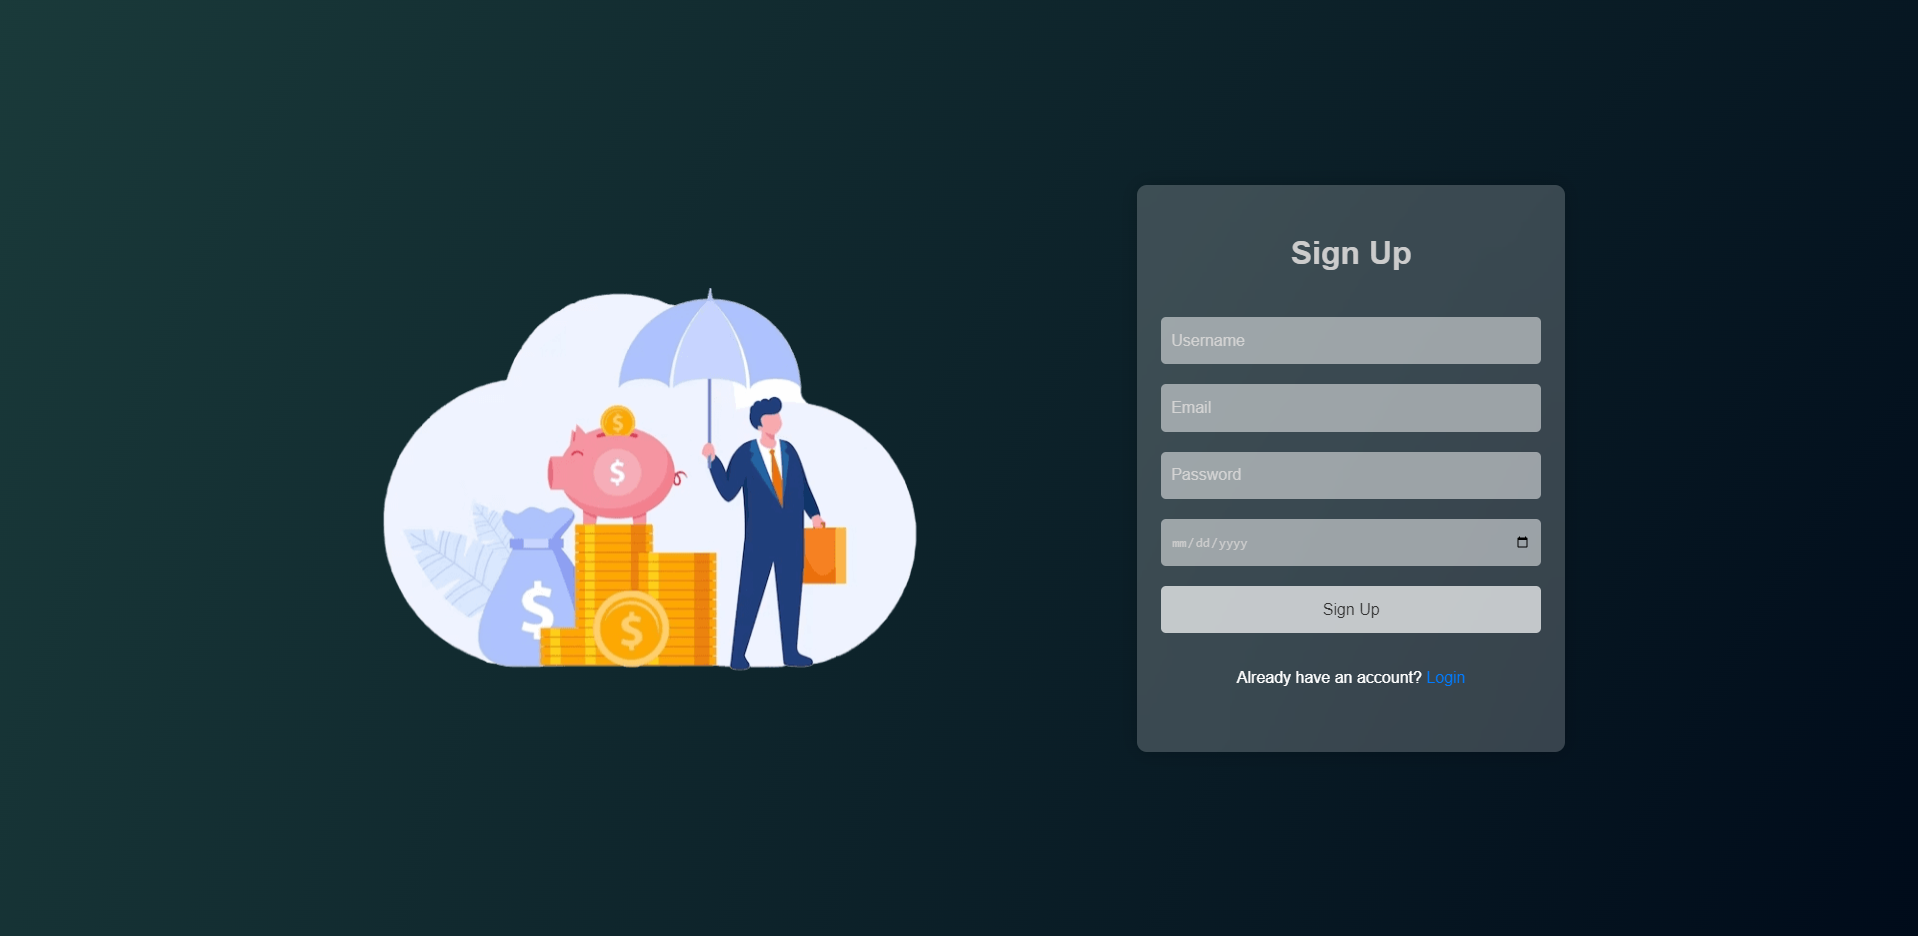 Sign Up
Username
Email
Password
mm/dd/yyyy
Sign Up
Already have an account? Login
$
$
$
$